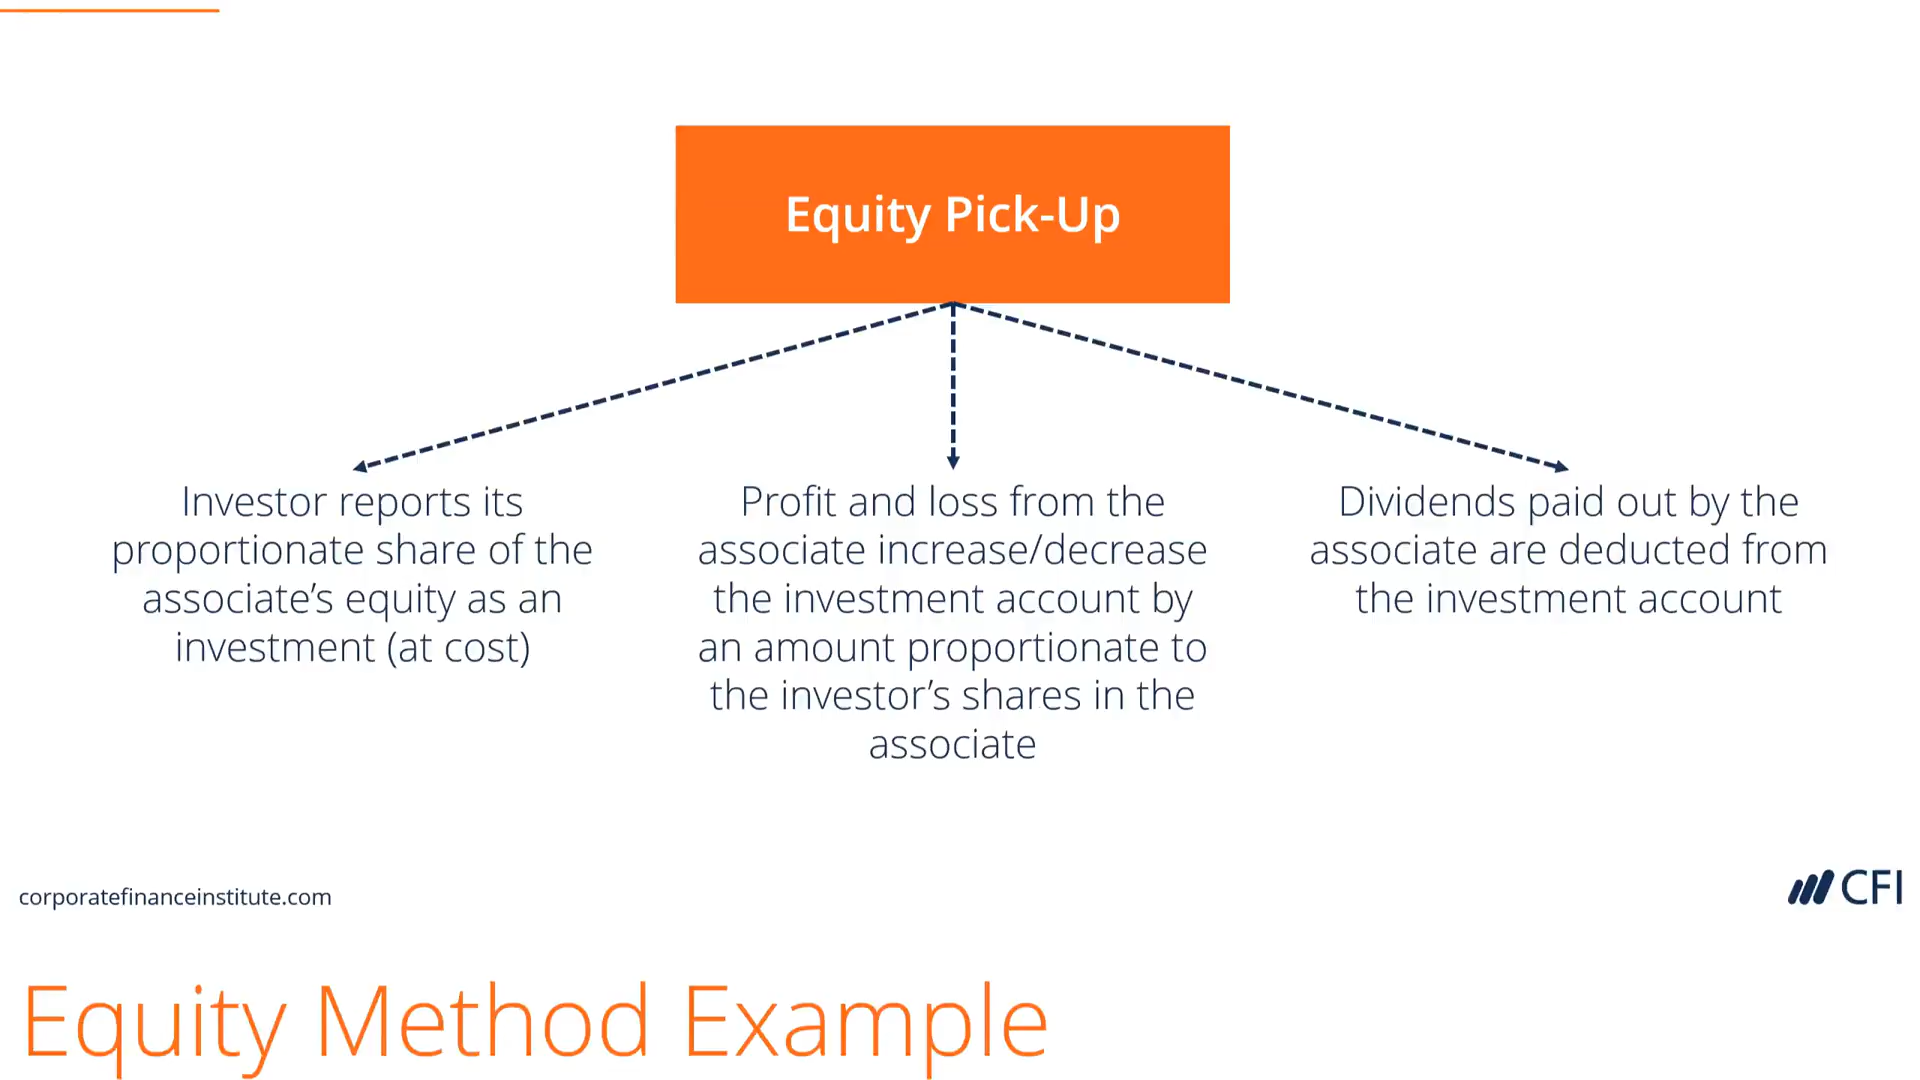 Equity Pick-Up
Investor reports its
proportionate share of the
associate’s equity as an
investment (at cost)
Profit and loss from the
associate increase/decrease
the investment account by
an amount proportionate to
the investor’s shares in the
associate
Dividends paid out by the
associate are deducted from
the investment account
corporatefinanceinstitute.com
CFI
Equity Method Example